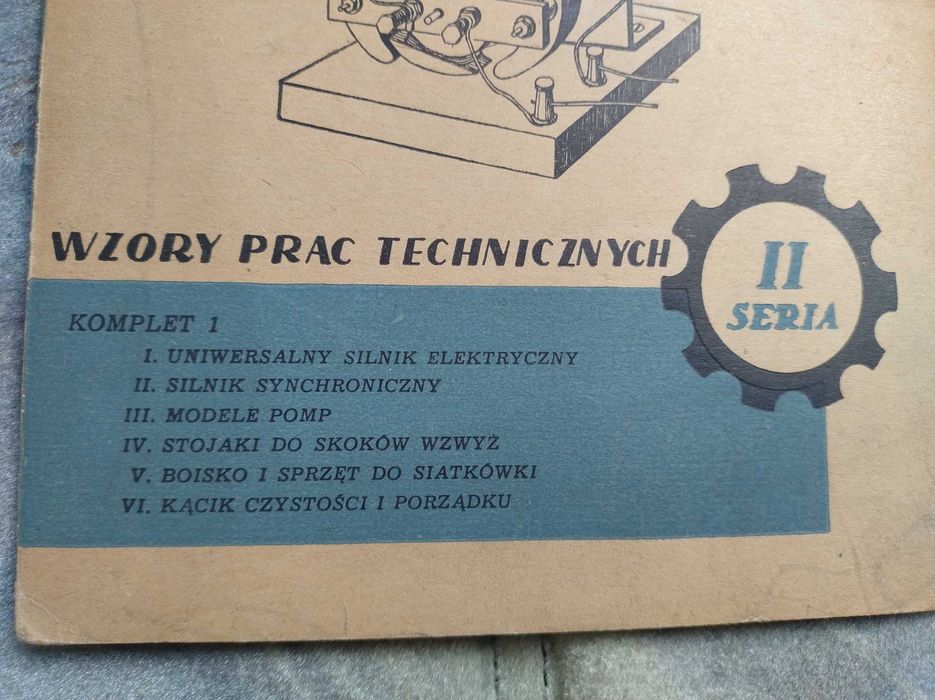 WZORY PRAC TECHNICZNYCH
II
SERIA
KOMPLET 1
I. UNIWERSALNY SILNIK ELEKTRYCZNY
II. SILNIK SYNCHRONICZNY
III. MODELE POMP
IV. STOJAKI DO SKOKÓW WZWYŻ
V. BOISKO I SPRZĘT DO SIATKÓWKI
VI. KĄCIK CZYSTOŚCI I PORZĄDKU